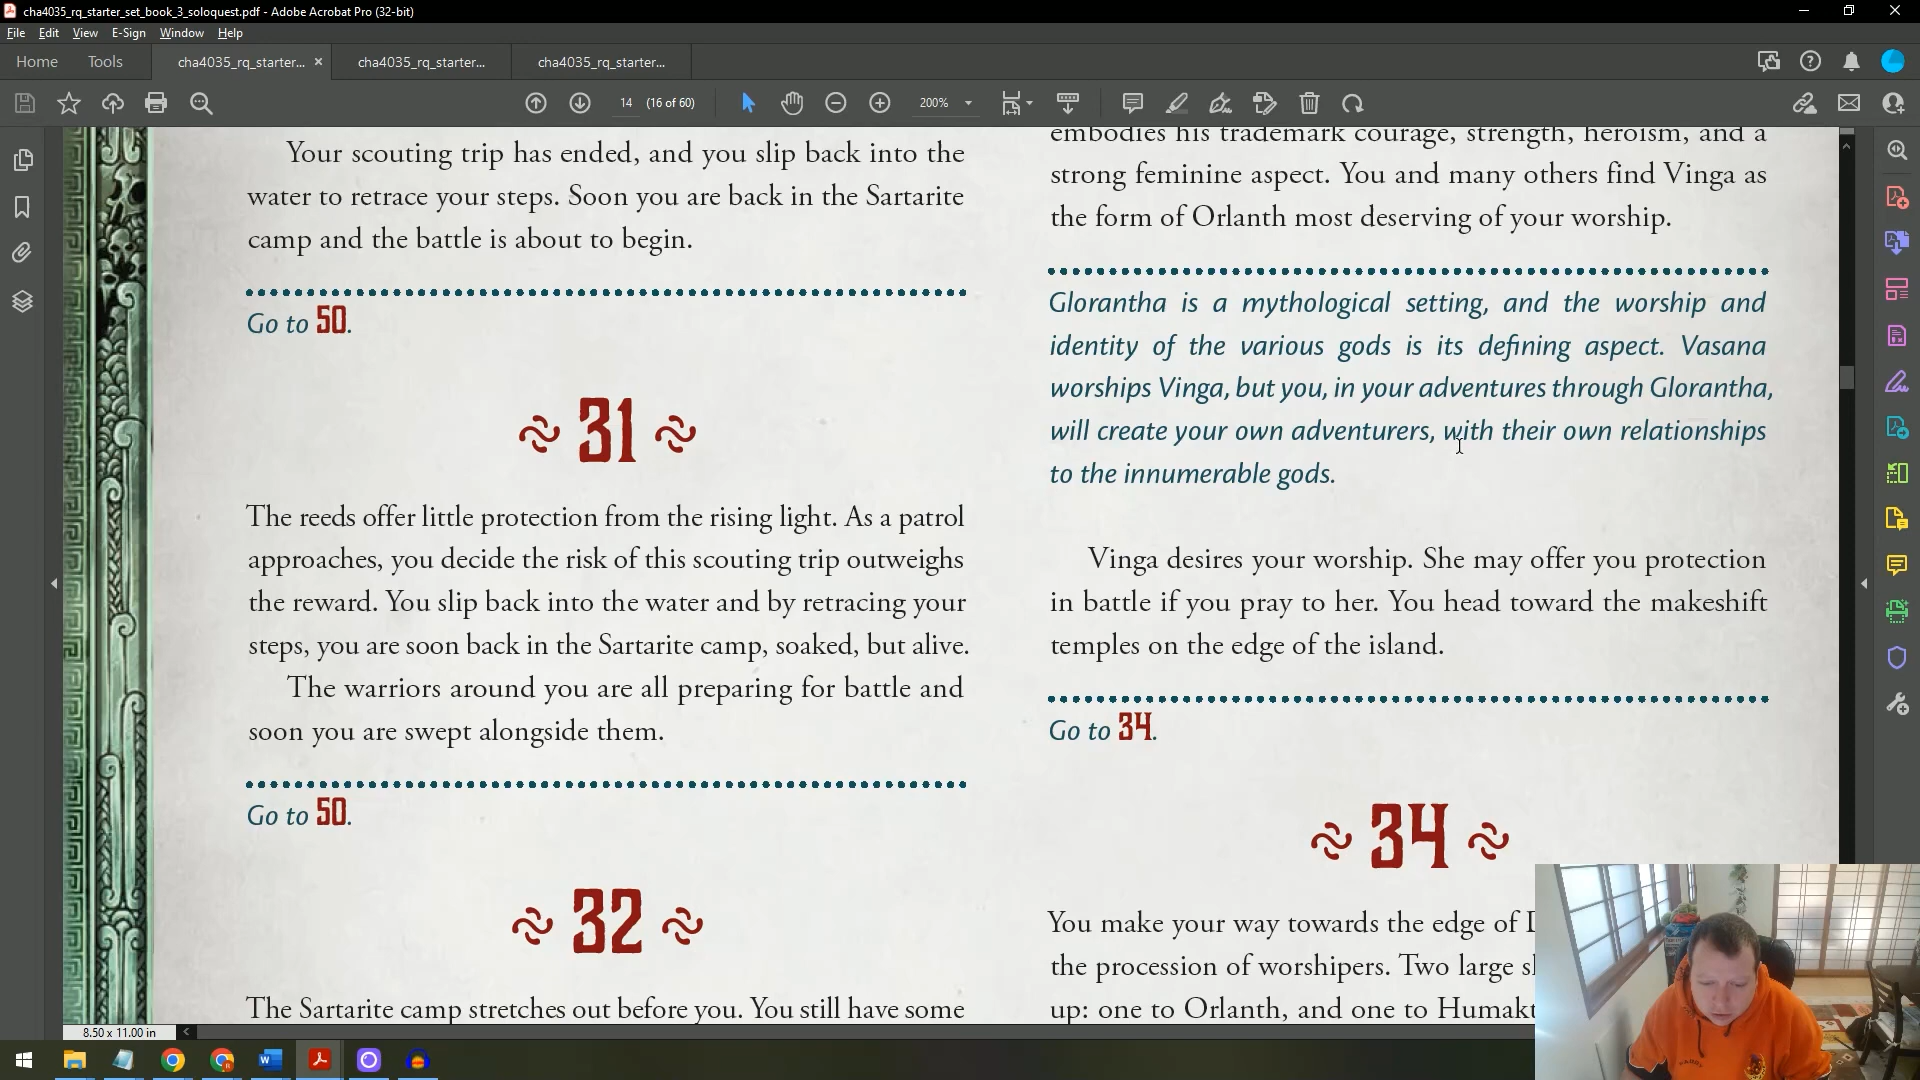 cha4035_rq_starter_set_book_3_soloquest.pdf - Adobe Acrobat Pro (32-bit)
File Edit View E-Sign Window Help
Home Tools cha4035_rq_starter... × cha4035_rq_starter... cha4035_rq_starter...
14 (16 of 60) 200%
Your scouting trip has ended, and you slip back into the
water to retrace your steps. Soon you are back in the Sartarite
camp and the battle is about to begin.
Go to 50.
31
The reeds offer little protection from the rising light. As a patrol
approaches, you decide the risk of this scouting trip outweighs
the reward. You slip back into the water and by retracing your
steps, you are soon back in the Sartarite camp, soaked, but alive.
The warriors around you are all preparing for battle and
soon you are swept alongside them.
Go to 50.
32
The Sartarite camp stretches out before you. You still have some
embodies his trademark courage, strength, heroism, and a
strong feminine aspect. You and many others find Vinga as
the form of Orlanth most deserving of your worship.
Glorantha is a mythological setting, and the worship and
identity of the various gods is its defining aspect. Vasana
worships Vinga, but you, in your adventures through Glorantha,
will create your own adventurers, with their own relationships
to the innumerable gods.
Vinga desires your worship. She may offer you protection
in battle if you pray to her. You head toward the makeshift
temples on the edge of the island.
Go to 34.
34
You make your way towards the edge of
the procession of worshipers. Two large
up: one to Orlanth, and one to Humakt
8.50 x 11.00 in